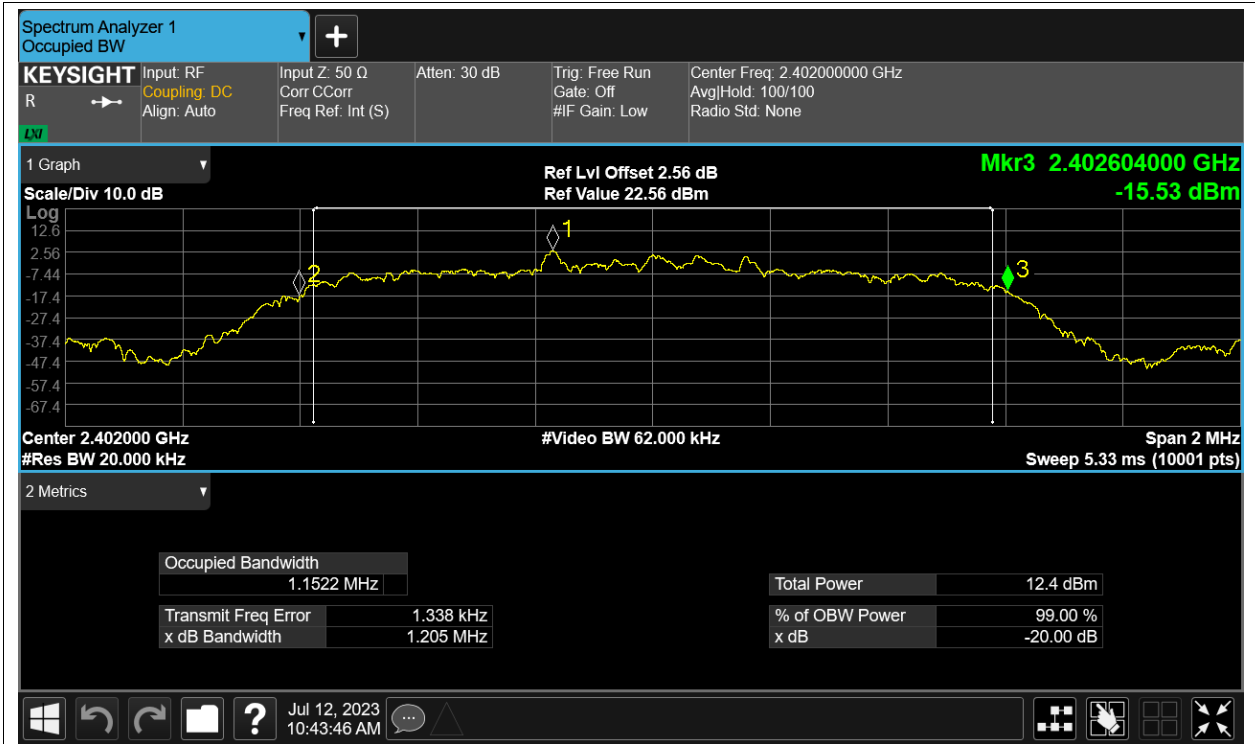 Spectrum Analyzer 1
Occupied BW
KEYSIGHT
R
LXI
Input: RF
Coupling: DC
Align: Auto
Input Z: 50 Ω
Corr CCorr
Freq Ref: Int (S)
Atten: 30 dB
Trig: Free Run
Gate: Off
#IF Gain: Low
Center Freq: 2.402000000 GHz
Avg|Hold: 100/100
Radio Std: None
1 Graph
Scale/Div 10.0 dB
Ref Lvl Offset 2.56 dB
Ref Value 22.56 dBm
Mkr3 2.402604000 GHz
-15.53 dBm
Log
12.6
2.56
-7.44
-17.4
-27.4
-37.4
-47.4
-57.4
-67.4
1
2
3
Center 2.402000 GHz
#Res BW 20.000 kHz
#Video BW 62.000 kHz
Span 2 MHz
Sweep 5.33 ms (10001 pts)
2 Metrics
Occupied Bandwidth
1.1522 MHz
Transmit Freq Error 1.338 kHz
x dB Bandwidth 1.205 MHz
Total Power 12.4 dBm
% of OBW Power 99.00 %
x dB -20.00 dB
?
Jul 12, 2023
10:43:46 AM